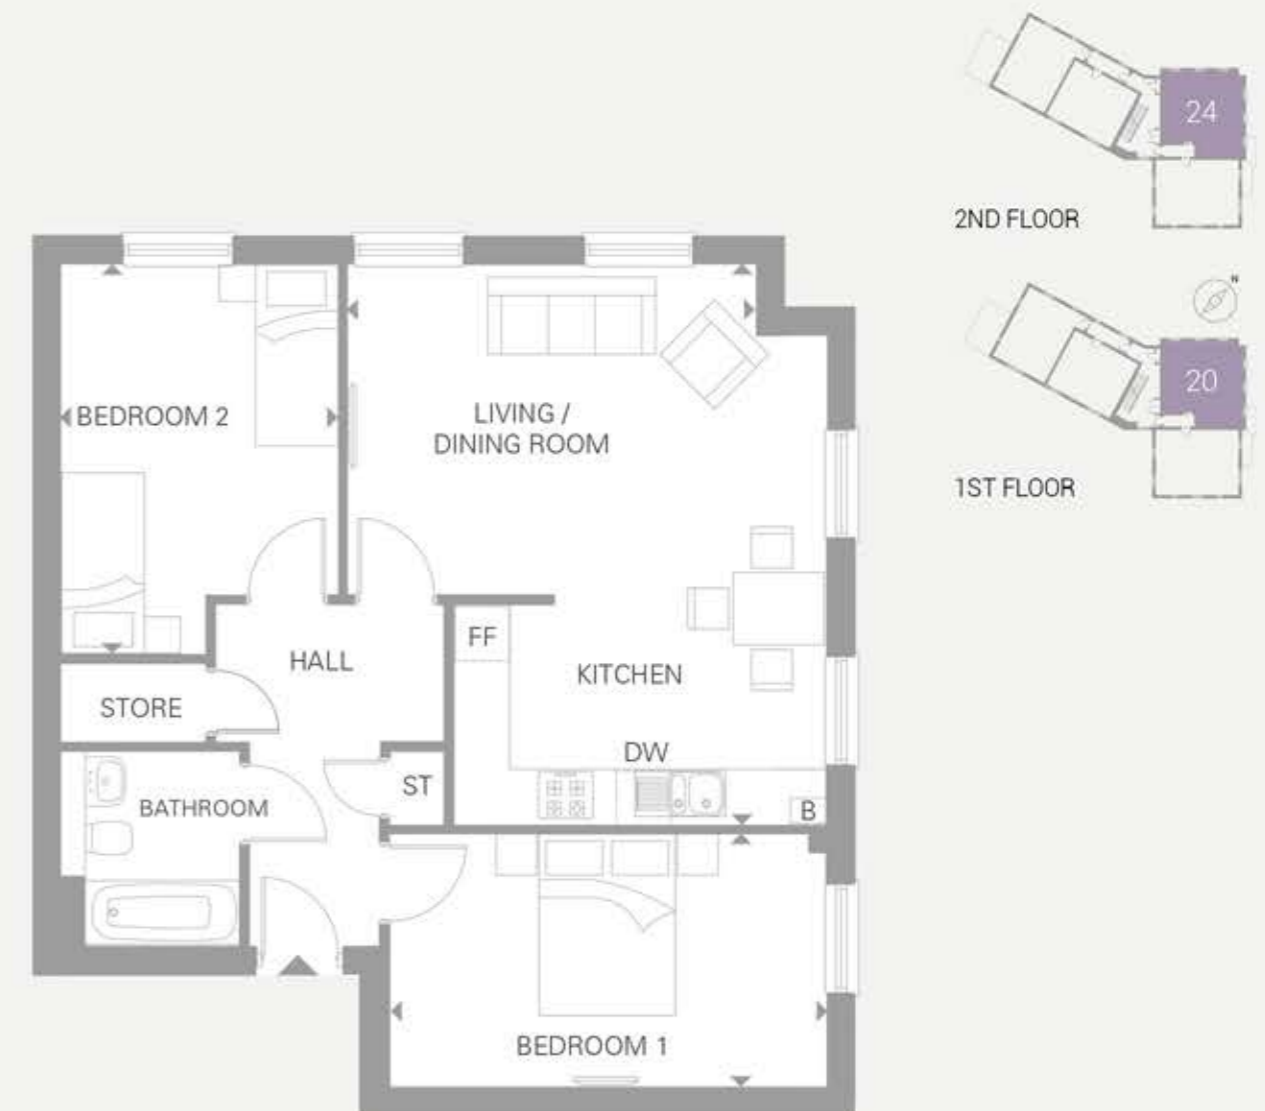 24
2ND FLOOR
N
20
1ST FLOOR
BEDROOM 2
LIVING /
DINING ROOM
FF
HALL
KITCHEN
STORE
DW
ST
BATHROOM
B
BEDROOM 1